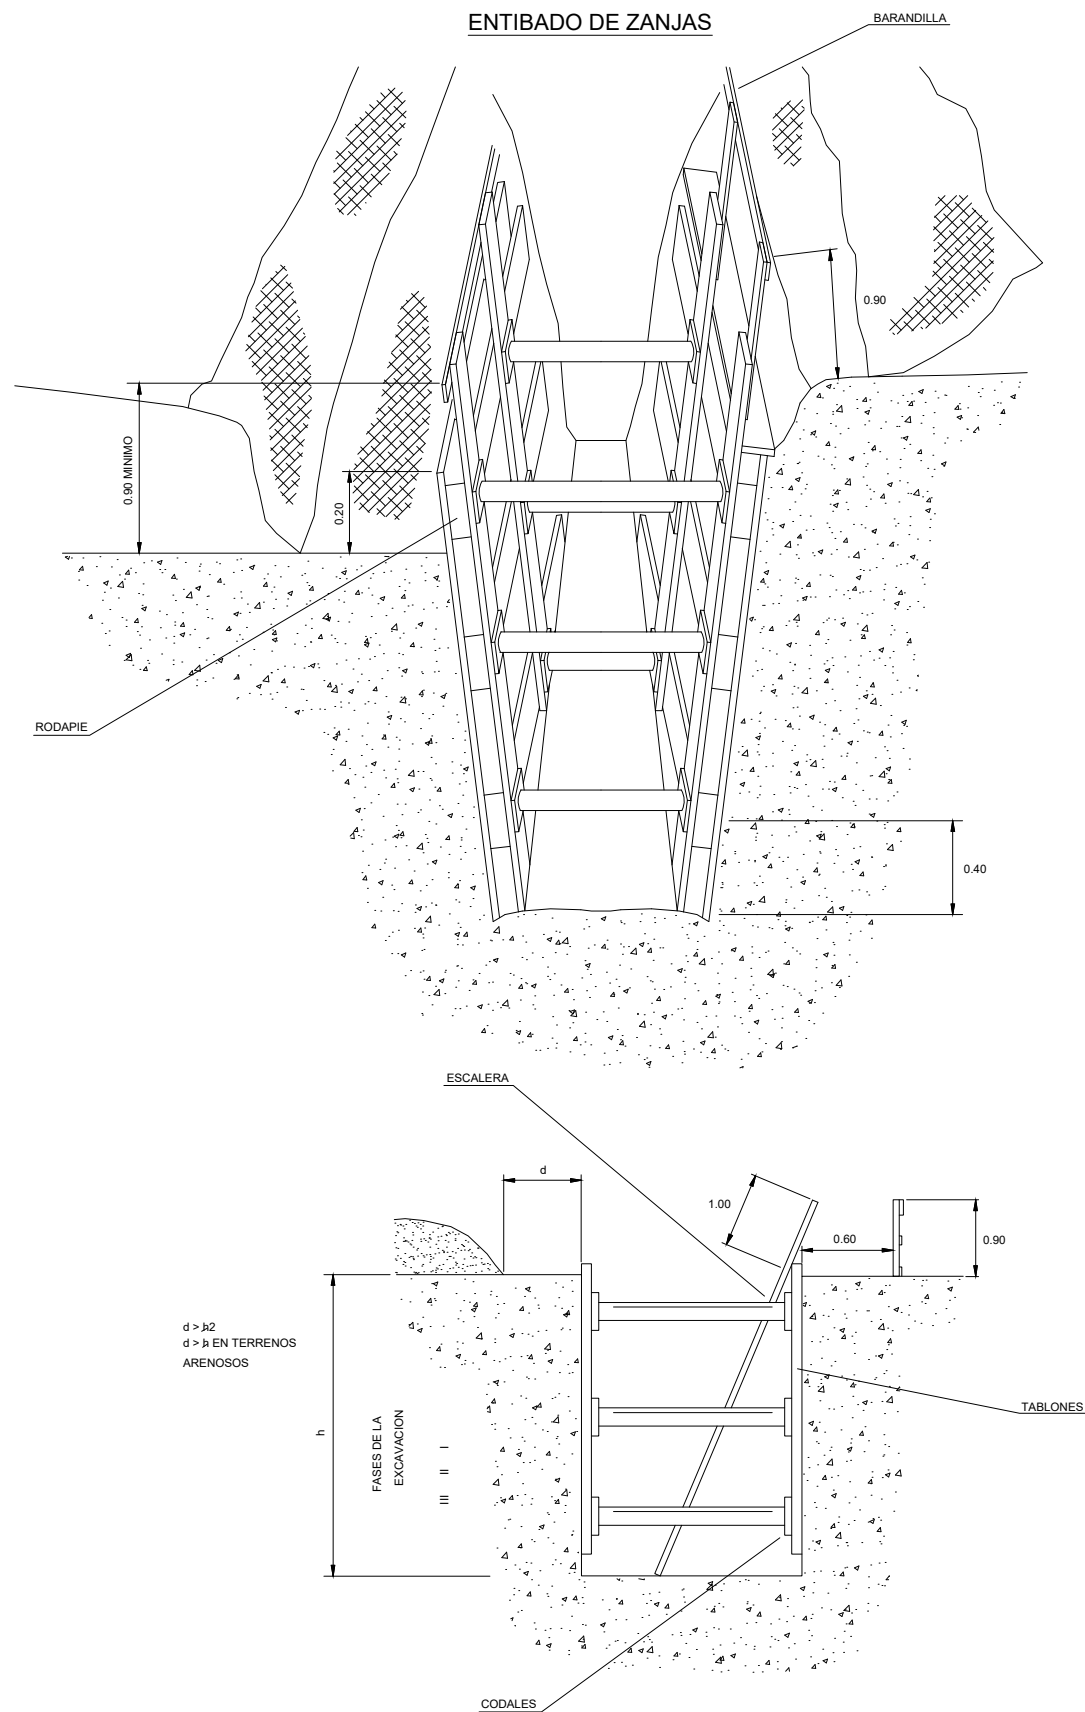 ENTIBADO DE ZANJAS
BARANDILLA
0.90
0.90 MINIMO
0.20
RODAPIE
0.40
ESCALERA
d
1.00
0.60
0.90
d >
d > EN TERRENOS
ARENOSOS
h
FASES DE LA
EXCAVACION
I
II
III
TABLONES
CODALES